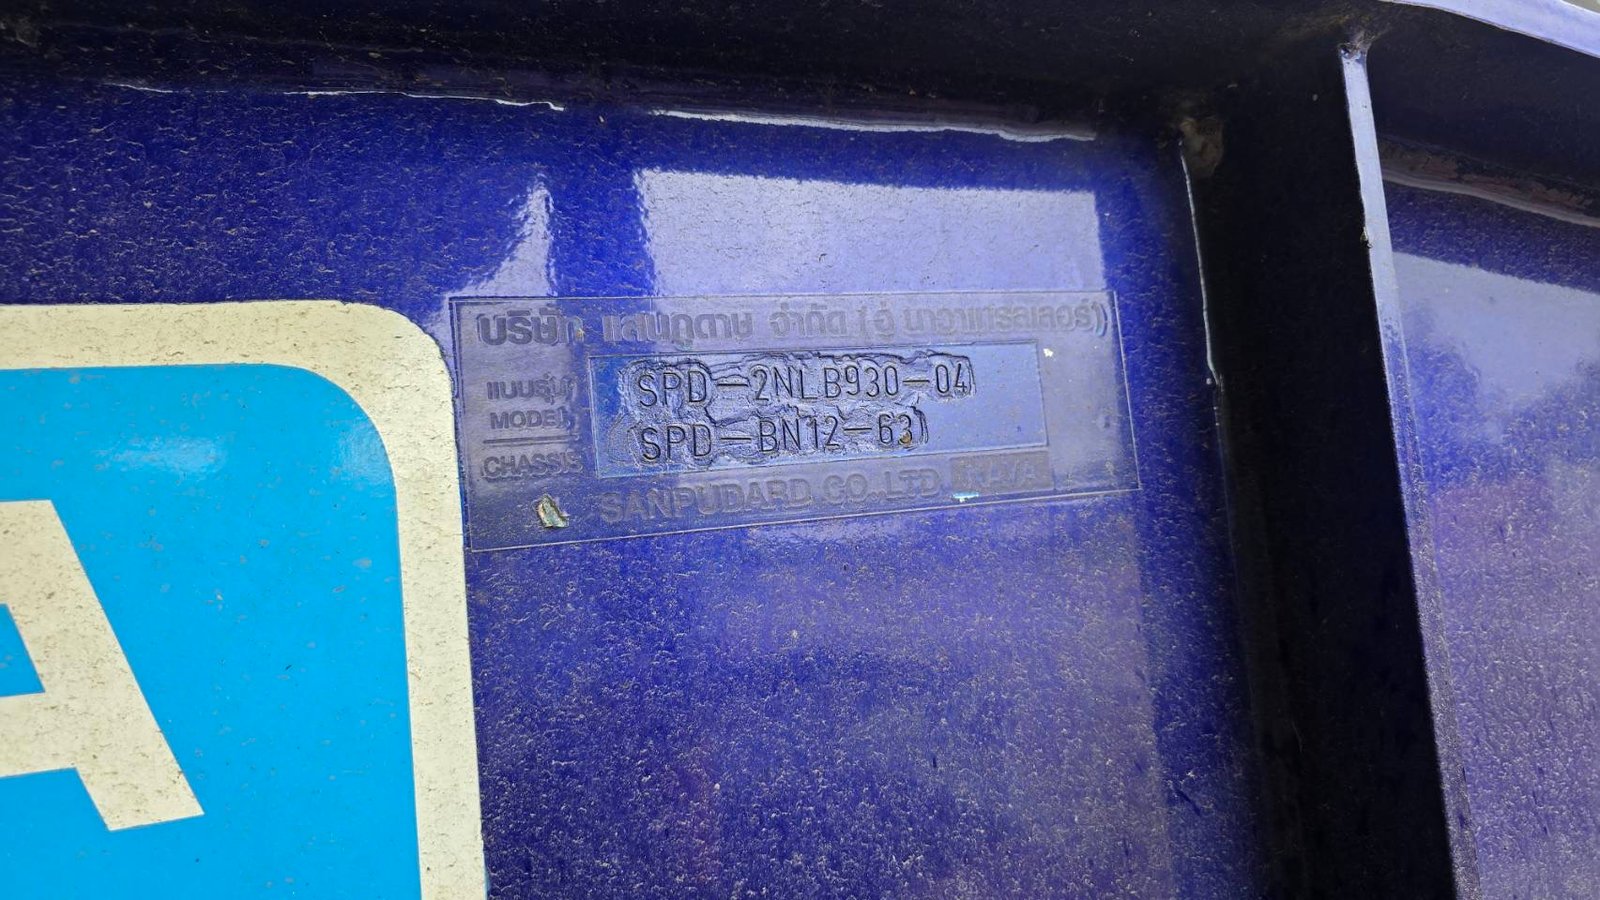 บริษัท แสนภูดาษ จำกัด (อู่ นาวาเทรลเลอร์)
แบบรุ่น
MODEL
SPD-2NLB930-04
SPD-BN12-63
CHASSIS
SANPUDARD CO.,LTD
A